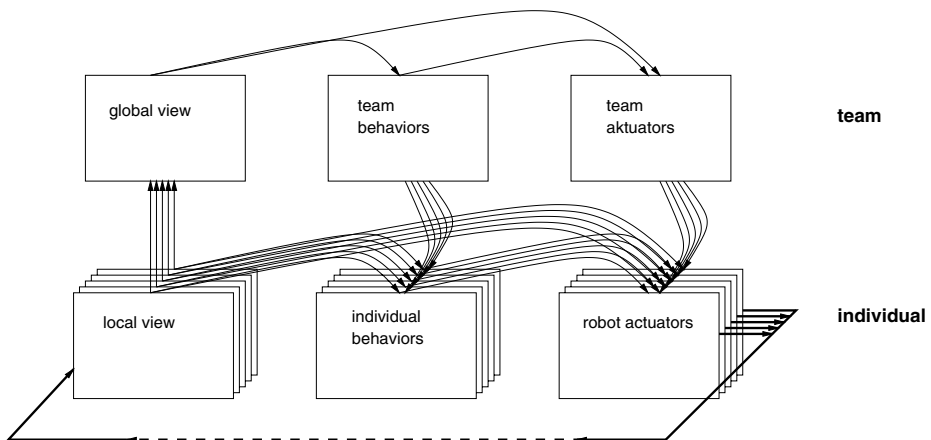 global view
team
behaviors
team
aktuators
team
local view
individual
behaviors
robot actuators
individual